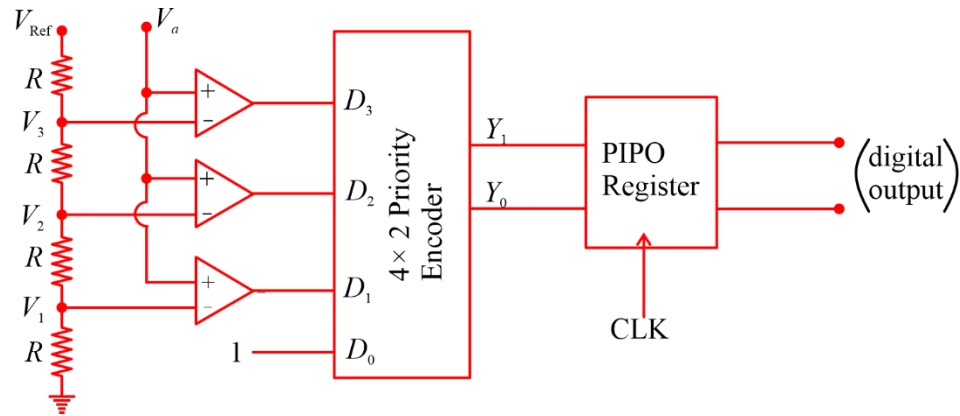 V_Ref
V_a
R
V_3
R
V_2
R
V_1
R
+
−
+
−
+
−
1
D_3
D_2
D_1
D_0
4 × 2 Priority
Encoder
Y_1
Y_0
PIPO
Register
CLK
(digital
output)